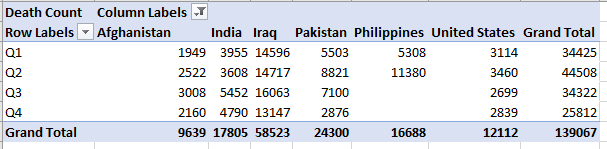 Death Count Column Labels
Row Labels Afghanistan India Iraq Pakistan Philippines United States Grand Total
Q1 1949 3955 14596 5503 5308 3114 34425
Q2 2522 3608 14717 8821 11380 3460 44508
Q3 3008 5452 16063 7100 2699 34322
Q4 2160 4790 13147 2876 2839 25812
Grand Total 9639 17805 58523 24300 16688 12112 139067